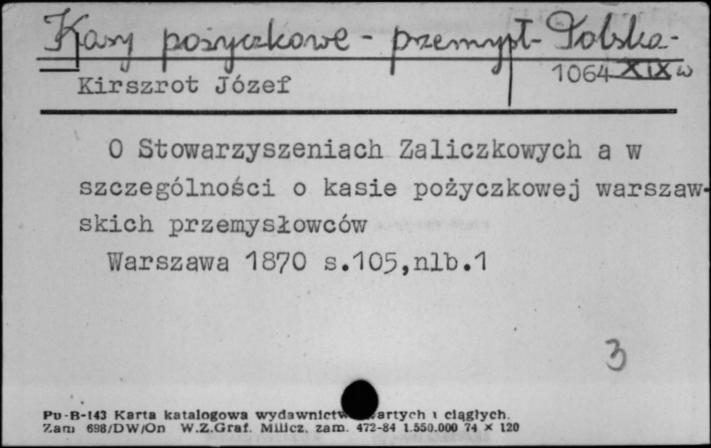 Kasy pożyczkowe - przemysł - Polska -
XIX w
1064
Kirszrot Józef
O Stowarzyszeniach Zaliczkowych a w
szczególności o kasie pożyczkowej warszaw-
skich przemysłowców
Warszawa 1870 s.105,nlb.1
3
Pu-B-143 Karta katalogowa wydawnictw i ciągłych.
Zam 698/DW/On W.Z.Graf. Milicz. zam. 472-84 1.550.000 74 × 120